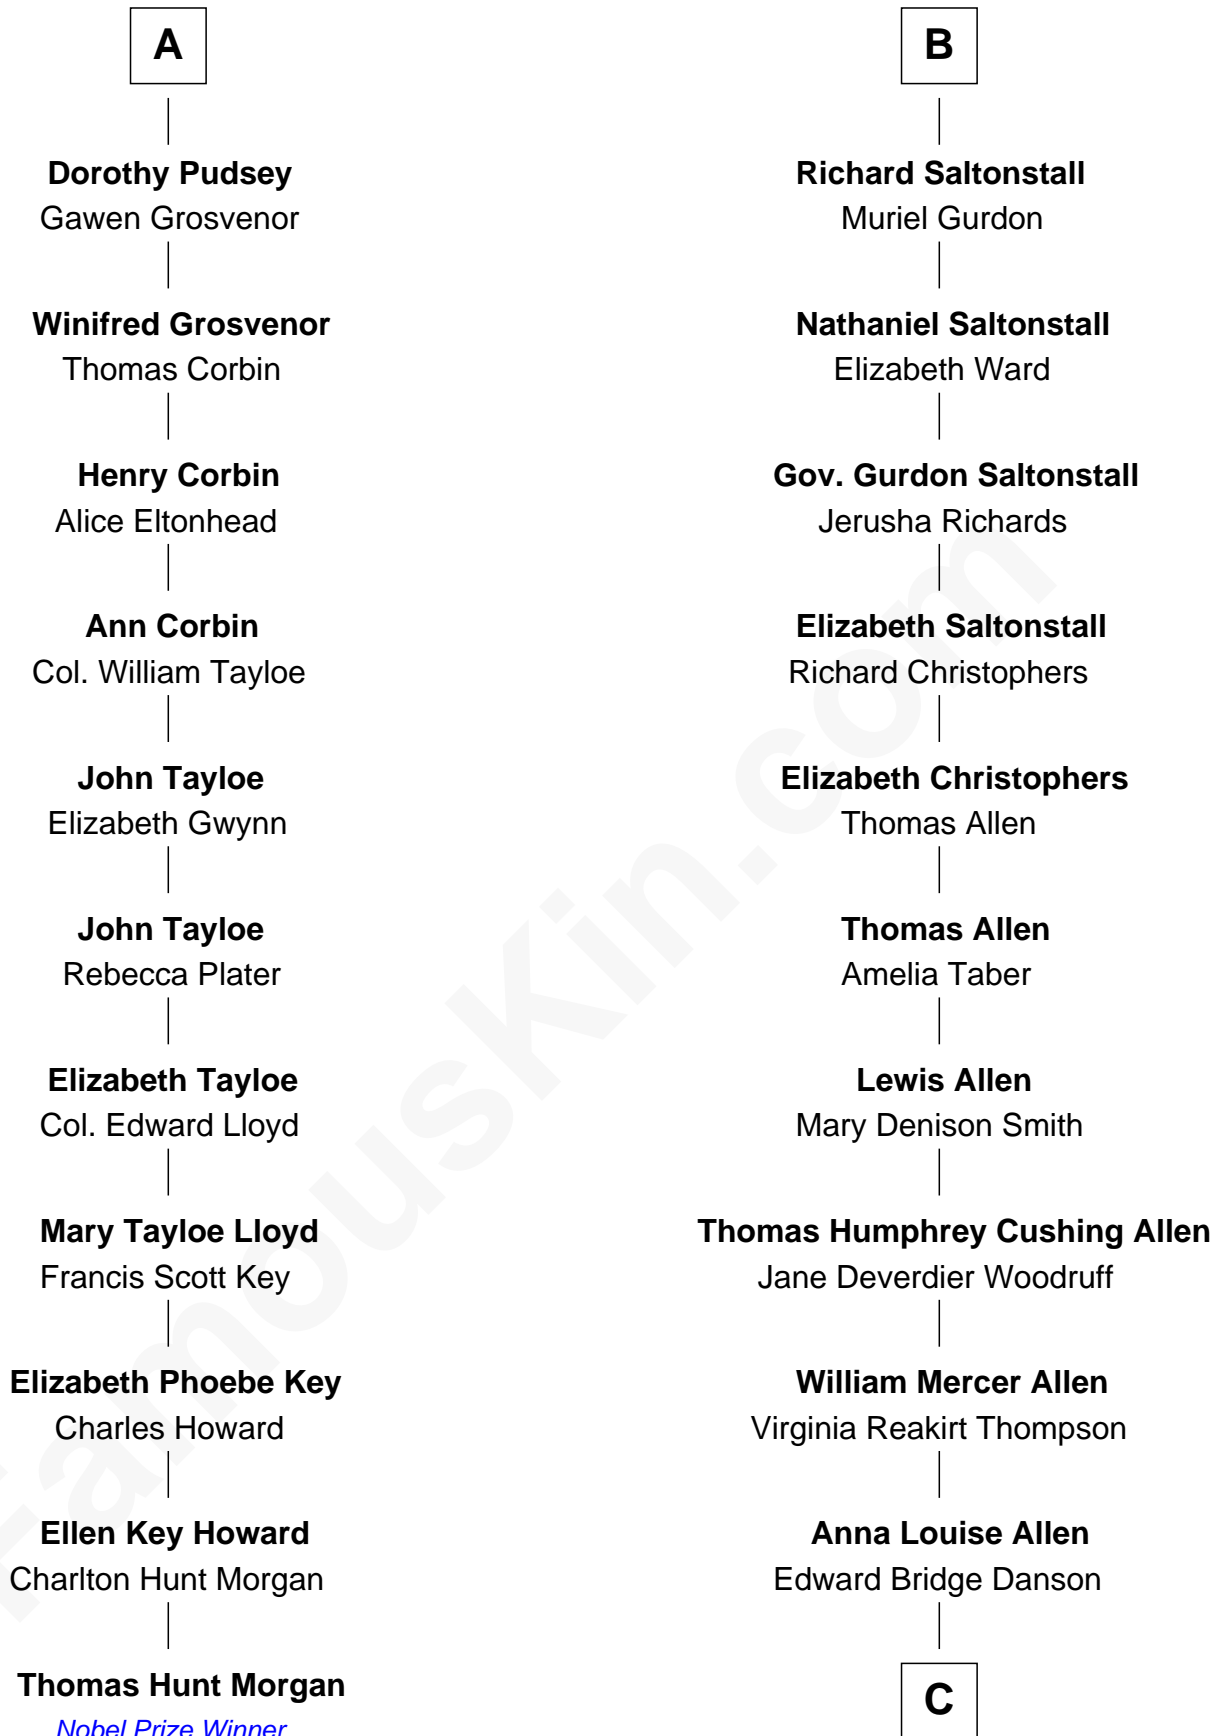 A
Dorothy Pudsey
Gawen Grosvenor
Winifred Grosvenor
Thomas Corbin
Henry Corbin
Alice Eltonhead
Ann Corbin
Col. William Tayloe
John Tayloe
Elizabeth Gwynn
John Tayloe
Rebecca Plater
Elizabeth Tayloe
Col. Edward Lloyd
Mary Tayloe Lloyd
Francis Scott Key
Elizabeth Phoebe Key
Charles Howard
Ellen Key Howard
Charlton Hunt Morgan
Thomas Hunt Morgan
Nobel Prize Winner
B
Richard Saltonstall
Muriel Gurdon
Nathaniel Saltonstall
Elizabeth Ward
Gov. Gurdon Saltonstall
Jerusha Richards
Elizabeth Saltonstall
Richard Christophers
Elizabeth Christophers
Thomas Allen
Thomas Allen
Amelia Taber
Lewis Allen
Mary Denison Smith
Thomas Humphrey Cushing Allen
Jane Deverdier Woodruff
William Mercer Allen
Virginia Reakirt Thompson
Anna Louise Allen
Edward Bridge Danson
C
FamousKin.com